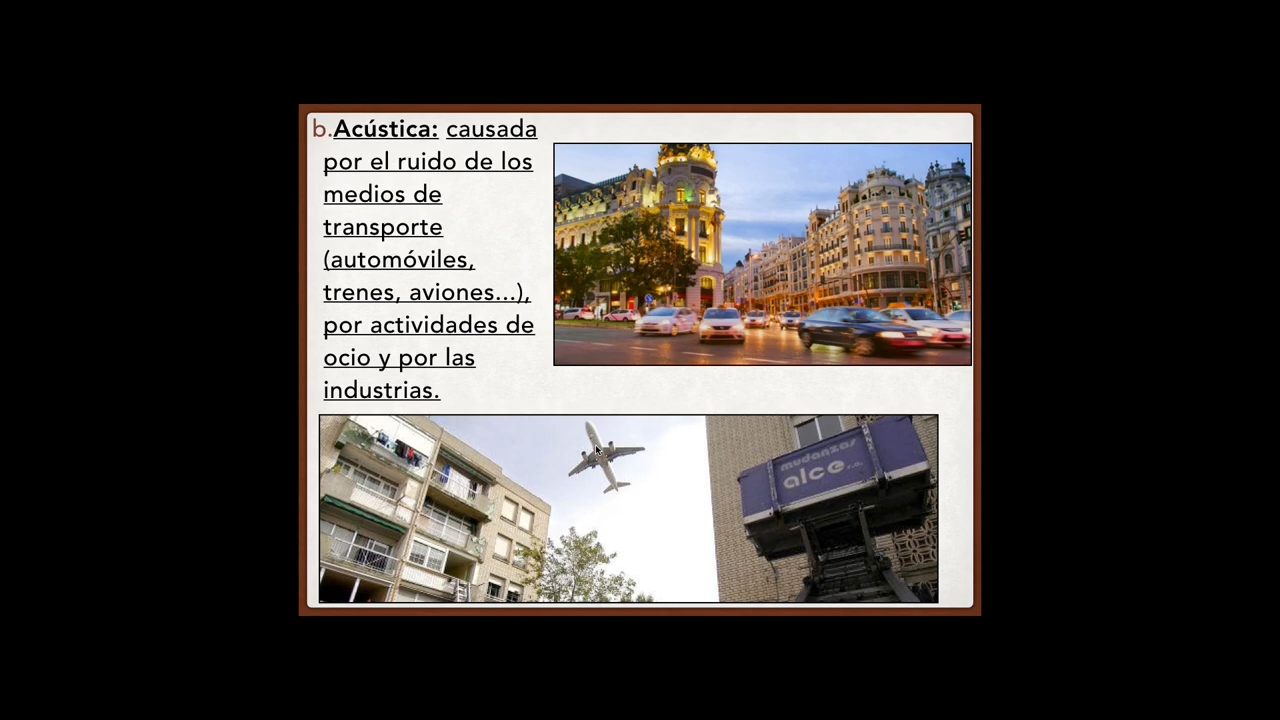 b.Acústica: causada
por el ruido de los
medios de
transporte
(automóviles,
trenes, aviones...),
por actividades de
ocio y por las
industrias.
mudanzas
alce s.a.